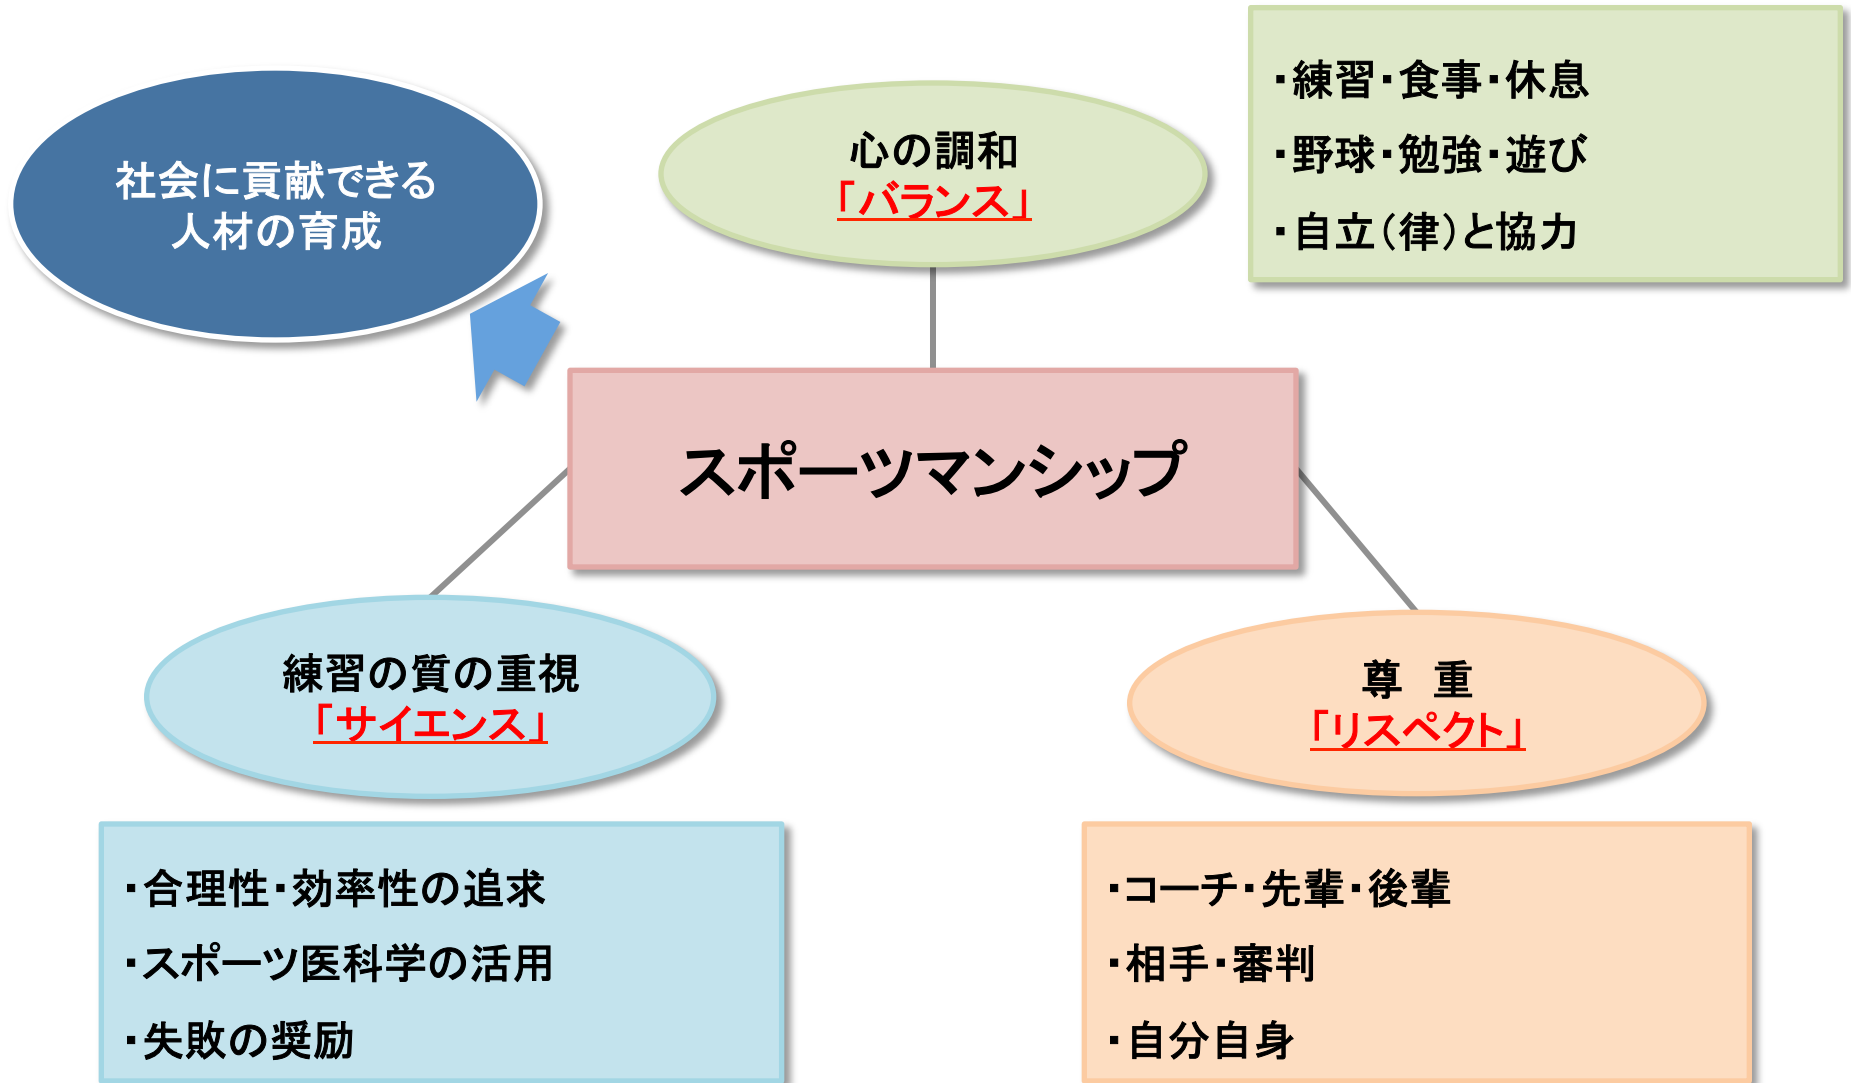 社会に貢献できる
人材の育成
心の調和
「バランス」
・練習・食事・休息
・野球・勉強・遊び
・自立（律）と協力
スポーツマンシップ
練習の質の重視
「サイエンス」
・合理性・効率性の追求
・スポーツ医科学の活用
・失敗の奨励
尊　重
「リスペクト」
・コーチ・先輩・後輩
・相手・審判
・自分自身